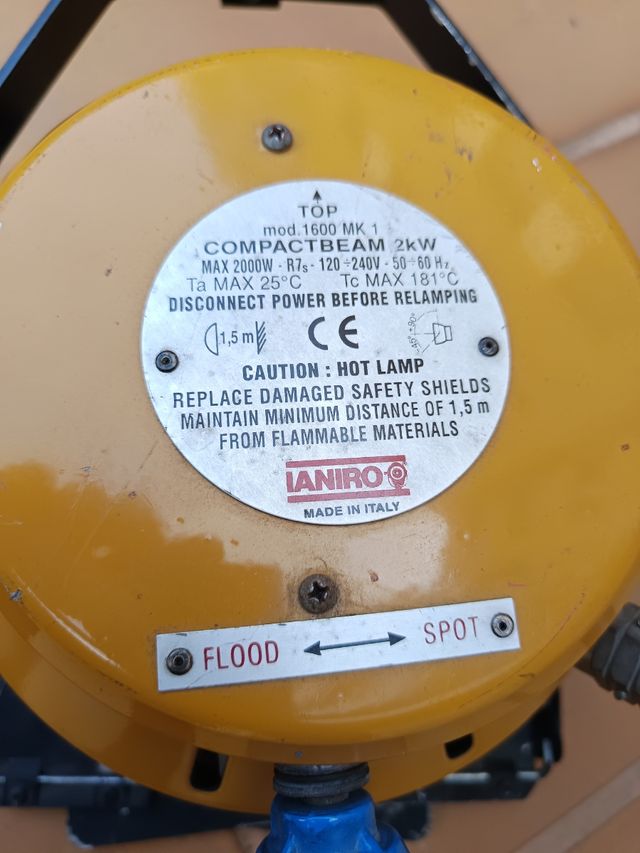 TOP
mod.1600 MK 1
COMPACTBEAM 2kW
MAX 2000W - R7s - 120÷240V - 50÷60 Hz
Ta MAX 25°C Tc MAX 181°C
DISCONNECT POWER BEFORE RELAMPING
1,5 m CE -45° +90°
CAUTION : HOT LAMP
REPLACE DAMAGED SAFETY SHIELDS
MAINTAIN MINIMUM DISTANCE OF 1,5 m
FROM FLAMMABLE MATERIALS
IANIRO
MADE IN ITALY
FLOOD SPOT